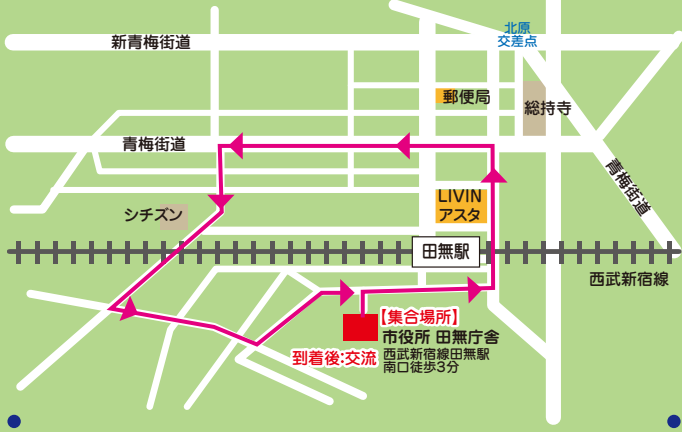 北原
交差点
新青梅街道
郵便局
総持寺
青梅街道
青梅街道
LIVIN
アスタ
シチズン
田無駅
西武新宿線
【集合場所】
市役所 田無庁舎
西武新宿線田無駅
南口徒歩3分
到着後:交流